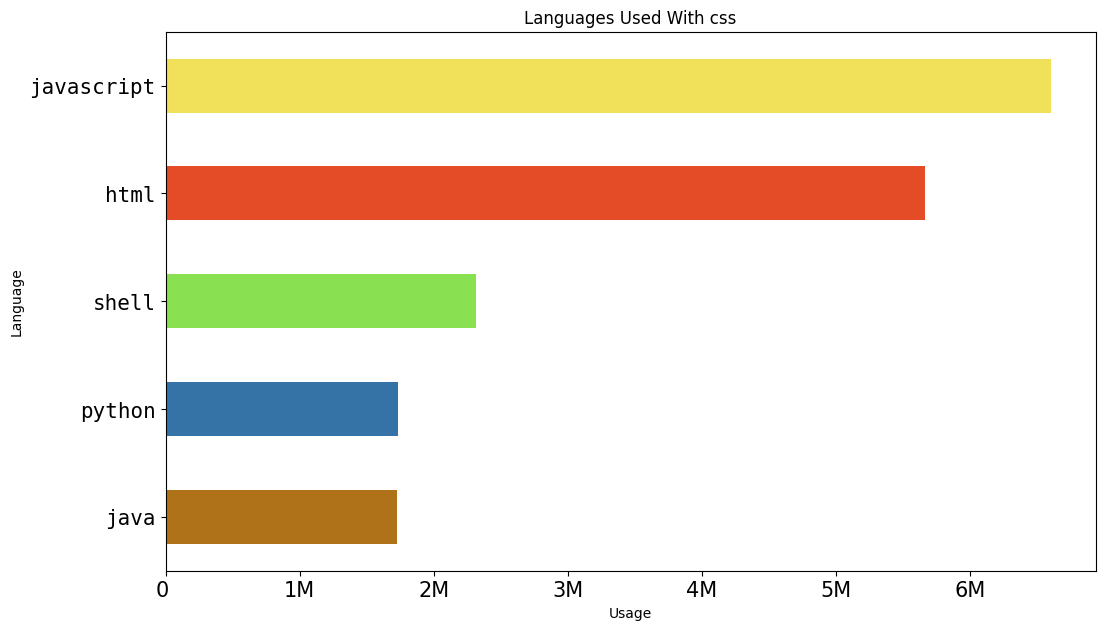 Languages Used With css
javascript
html
shell
python
java
Language
0 1M 2M 3M 4M 5M 6M
Usage